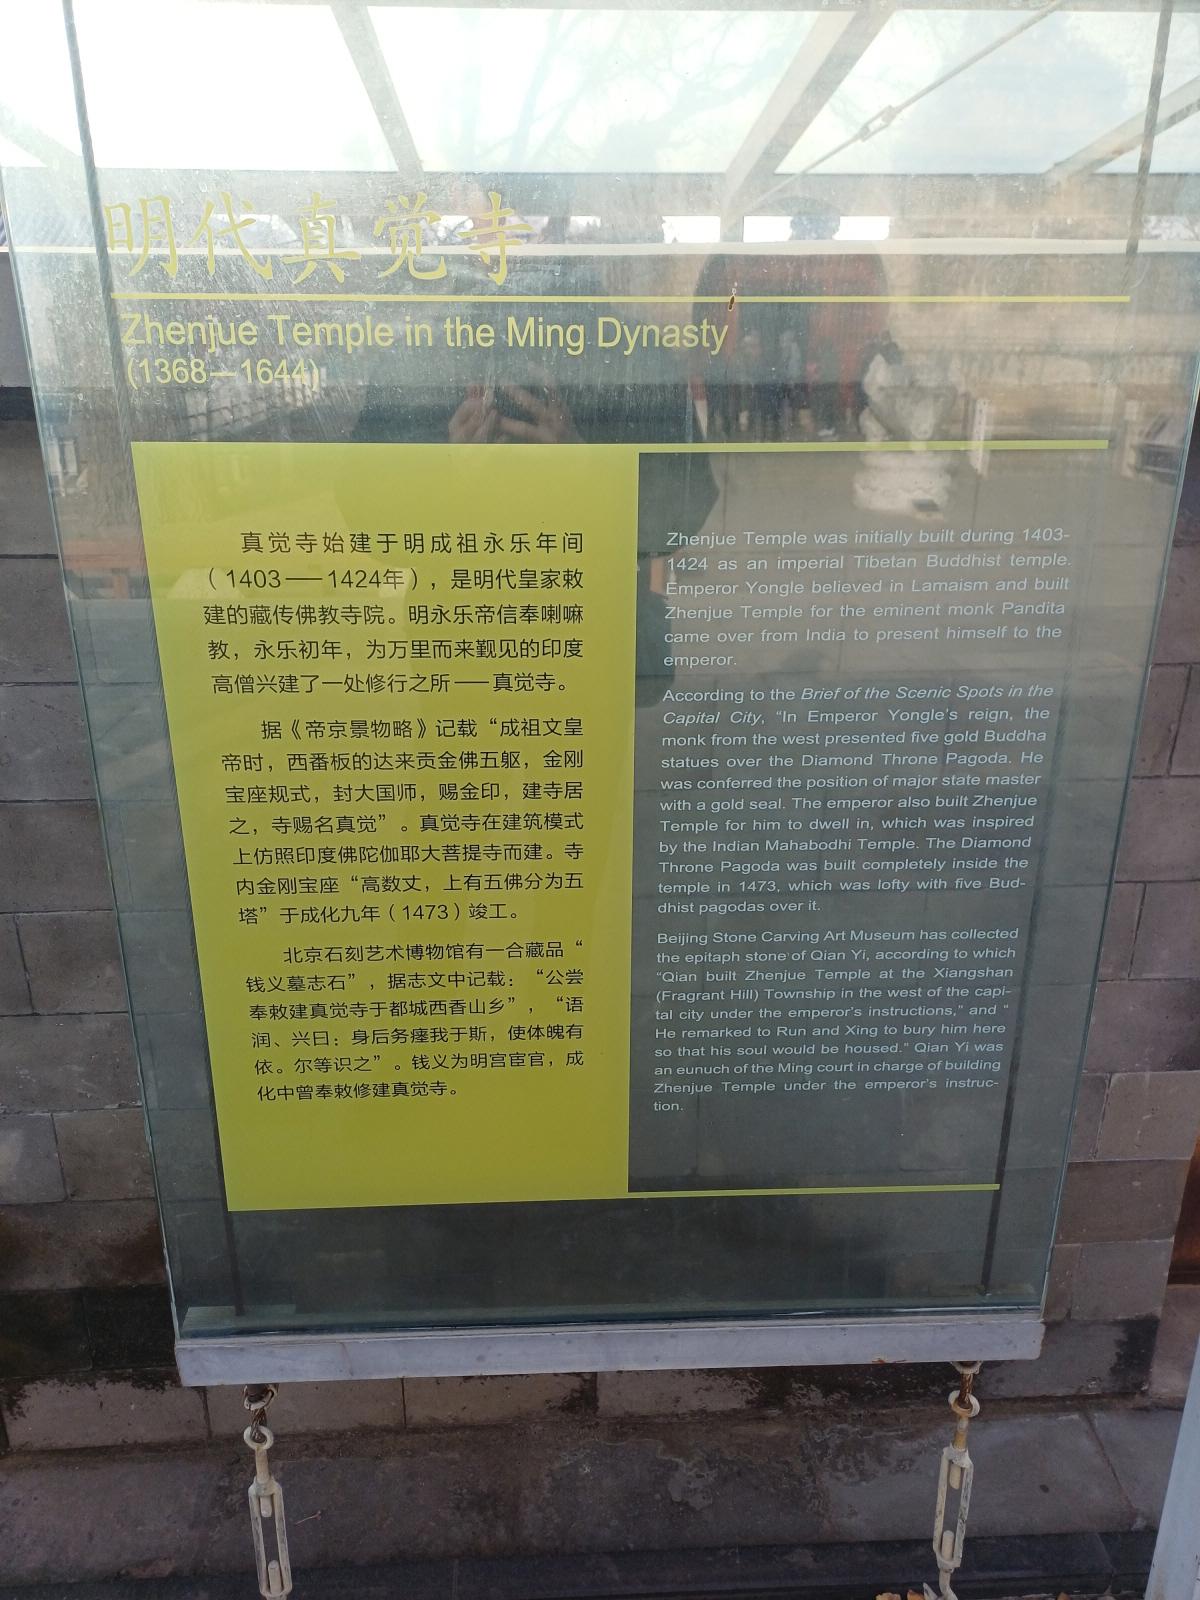 明代真觉寺
Zhenjue Temple in the Ming Dynasty
(1368—1644)
真觉寺始建于明成祖永乐年间
（1403——1424年），是明代皇家敕
建的藏传佛教寺院。明永乐帝信奉喇嘛
教，永乐初年，为万里而来觐见的印度
高僧兴建了一处修行之所——真觉寺。
据《帝京景物略》记载“成祖文皇
帝时，西番板的达来贡金佛五躯，金刚
宝座规式，封大国师，赐金印，建寺居
之，寺赐名真觉”。真觉寺在建筑模式
上仿照印度佛陀伽耶大菩提寺而建。寺
内金刚宝座“高数丈，上有五佛分为五
塔”于成化九年（1473）竣工。
北京石刻艺术博物馆有一合藏品“
钱义墓志石”，据志文中记载：“公尝
奉敕建真觉寺于都城西香山乡”，“语
润、兴曰：身后务瘗我于斯，使体魄有
依。尔等识之”。钱义为明宫宦官，成
化中曾奉敕修建真觉寺。
Zhenjue Temple was initially built during 1403-
1424 as an imperial Tibetan Buddhist temple.
Emperor Yongle believed in Lamaism and built
Zhenjue Temple for the eminent monk Pandita
came over from India to present himself to the
emperor.
According to the Brief of the Scenic Spots in the
Capital City, “In Emperor Yongle's reign, the
monk from the west presented five gold Buddha
statues over the Diamond Throne Pagoda. He
was conferred the position of major state master
with a gold seal. The emperor also built Zhenjue
Temple for him to dwell in, which was inspired
by the Indian Mahabodhi Temple. The Diamond
Throne Pagoda was built completely inside the
temple in 1473, which was lofty with five Bud-
dhist pagodas over it.
Beijing Stone Carving Art Museum has collected
the epitaph stone of Qian Yi, according to which
“Qian built Zhenjue Temple at the Xiangshan
(Fragrant Hill) Township in the west of the capi-
tal city under the emperor's instructions,” and “
He remarked to Run and Xing to bury him here
so that his soul would be housed.” Qian Yi was
an eunuch of the Ming court in charge of building
Zhenjue Temple under the emperor's instruc-
tion.